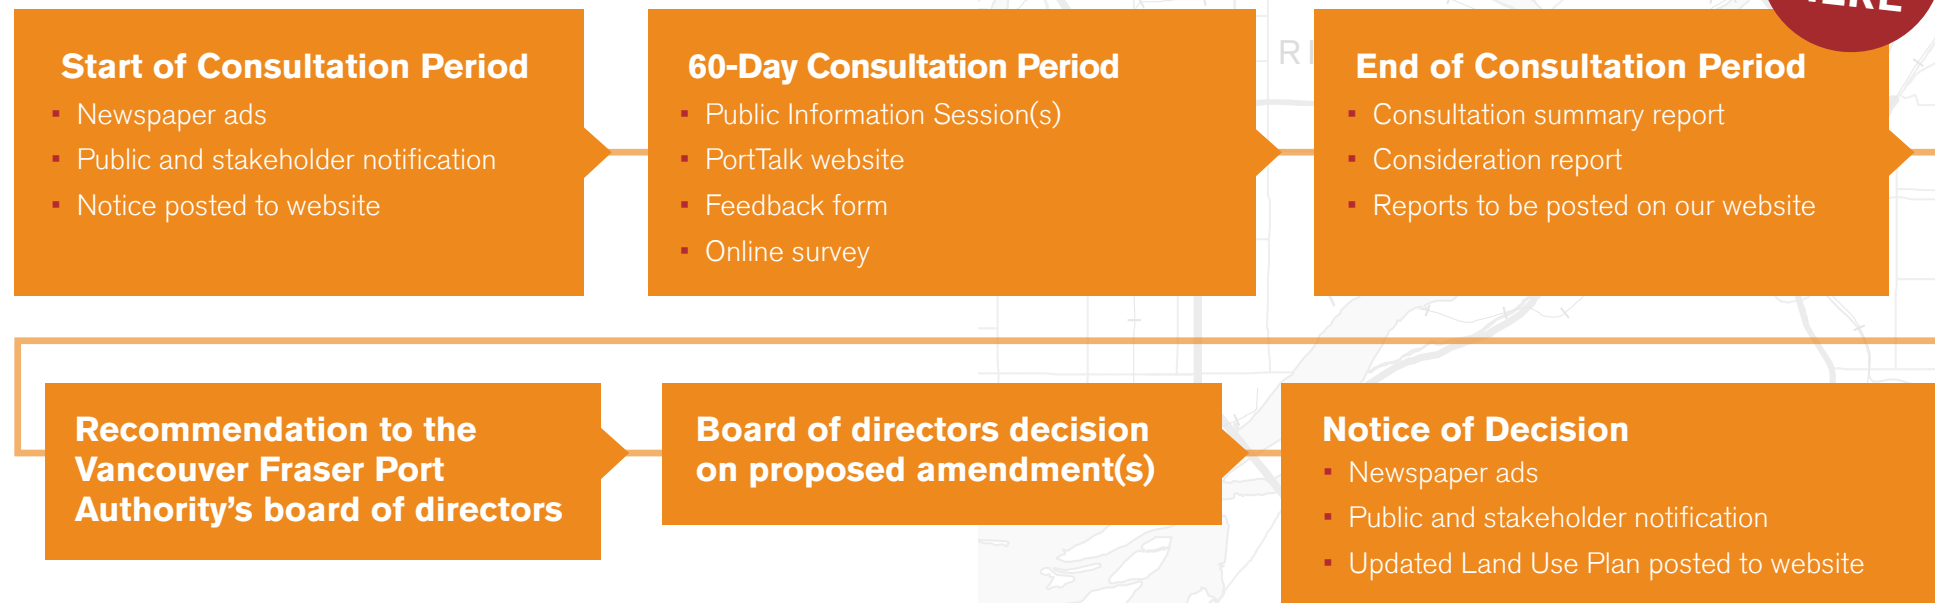 HERE
Start of Consultation Period
▪ Newspaper ads
▪ Public and stakeholder notification
▪ Notice posted to website
60-Day Consultation Period
▪ Public Information Session(s)
▪ PortTalk website
▪ Feedback form
▪ Online survey
End of Consultation Period
▪ Consultation summary report
▪ Consideration report
▪ Reports to be posted on our website
Recommendation to the
Vancouver Fraser Port
Authority’s board of directors
Board of directors decision
on proposed amendment(s)
Notice of Decision
▪ Newspaper ads
▪ Public and stakeholder notification
▪ Updated Land Use Plan posted to website